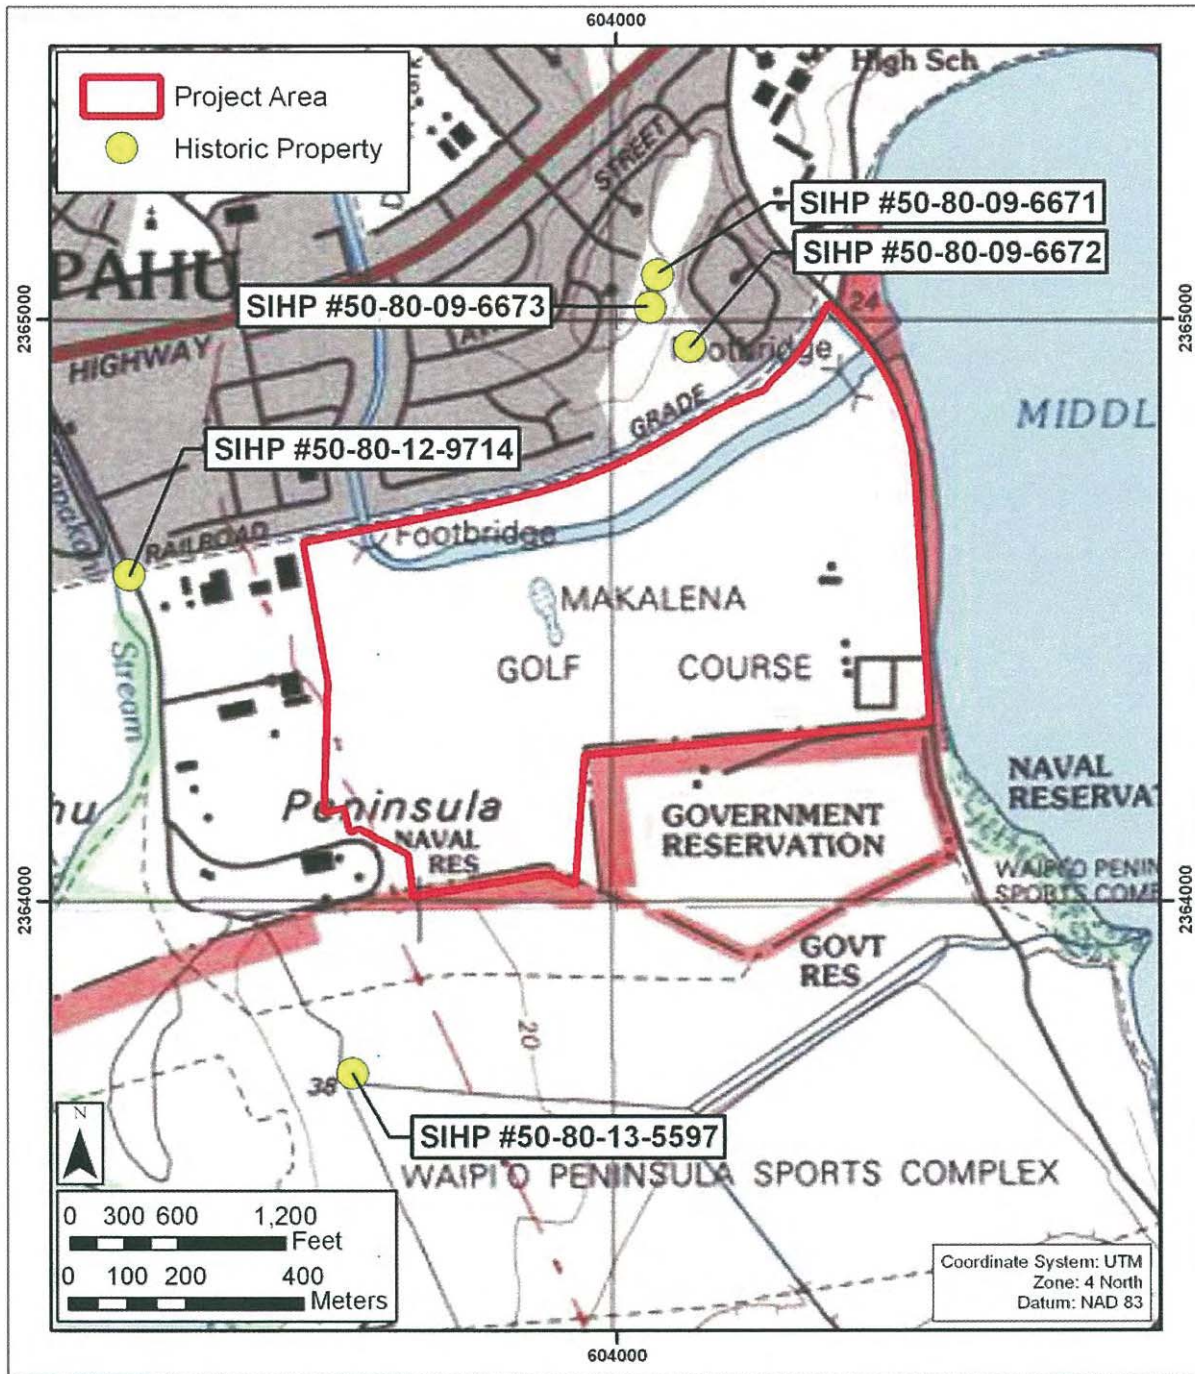 604000
High Sch
Project Area
Historic Property
STREET
SIHP #50-80-09-6671
SIHP #50-80-09-6672
PAHU
SIHP #50-80-09-6673
24
2365000
2365000
HIGHWAY
Footbridge
GRADE
MIDDL
SIHP #50-80-12-9714
RAILROAD
Footbridge
MAKALENA
Stream
GOLF COURSE
NAVAL
RESERVA
Peninsula
hu
NAVAL
RES
GOVERNMENT
RESERVATION
WAIPIO PENIN
SPORTS COMP
2364000
2364000
GOVT
RES
20
38
SIHP #50-80-13-5597
WAIPIO PENINSULA SPORTS COMPLEX
N
0 300 600 1,200
Feet
0 100 200 400
Meters
Coordinate System: UTM
Zone: 4 North
Datum: NAD 83
604000